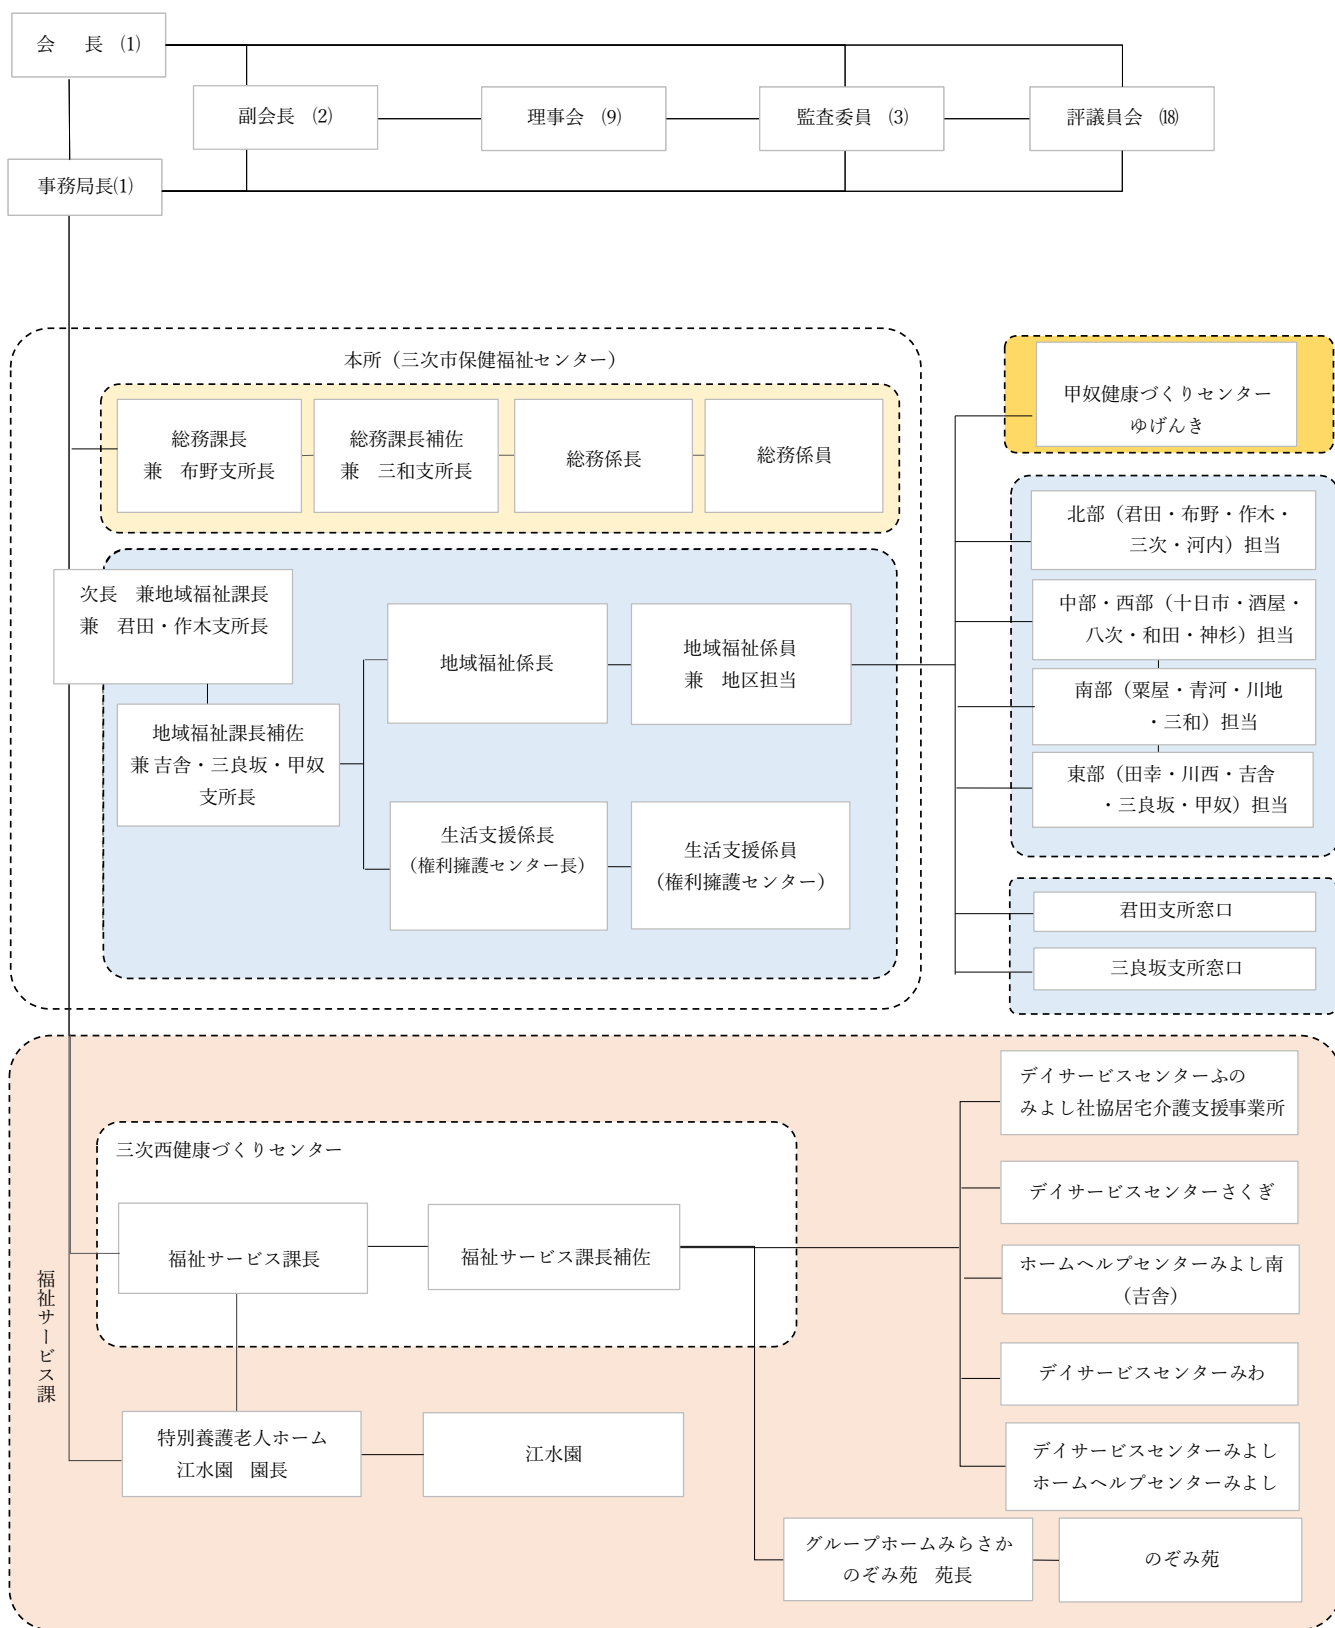 会　長 (1)
副会長 (2)
理事会 (9)
監査委員 (3)
評議員会 (18)
事務局長(1)
本所（三次市保健福祉センター）
総務課長
兼　布野支所長
総務課長補佐
兼　三和支所長
総務係長
総務係員
次長　兼地域福祉課長
兼　君田・作木支所長
地域福祉課長補佐
兼 吉舎・三良坂・甲奴
支所長
地域福祉係長
地域福祉係員
兼　地区担当
生活支援係長
（権利擁護センター長）
生活支援係員
（権利擁護センター）
甲奴健康づくりセンター
ゆげんき
北部（君田・布野・作木・
三次・河内）担当
中部・西部（十日市・酒屋・
八次・和田・神杉）担当
南部（粟屋・青河・川地
・三和）担当
東部（田幸・川西・吉舎
・三良坂・甲奴）担当
君田支所窓口
三良坂支所窓口
福祉サービス課
三次西健康づくりセンター
福祉サービス課長
福祉サービス課長補佐
特別養護老人ホーム
江水園　園長
江水園
デイサービスセンターふの
みよし社協居宅介護支援事業所
デイサービスセンターさくぎ
ホームヘルプセンターみよし南
（吉舎）
デイサービスセンターみわ
デイサービスセンターみよし
ホームヘルプセンターみよし
グループホームみらさか
のぞみ苑　苑長
のぞみ苑